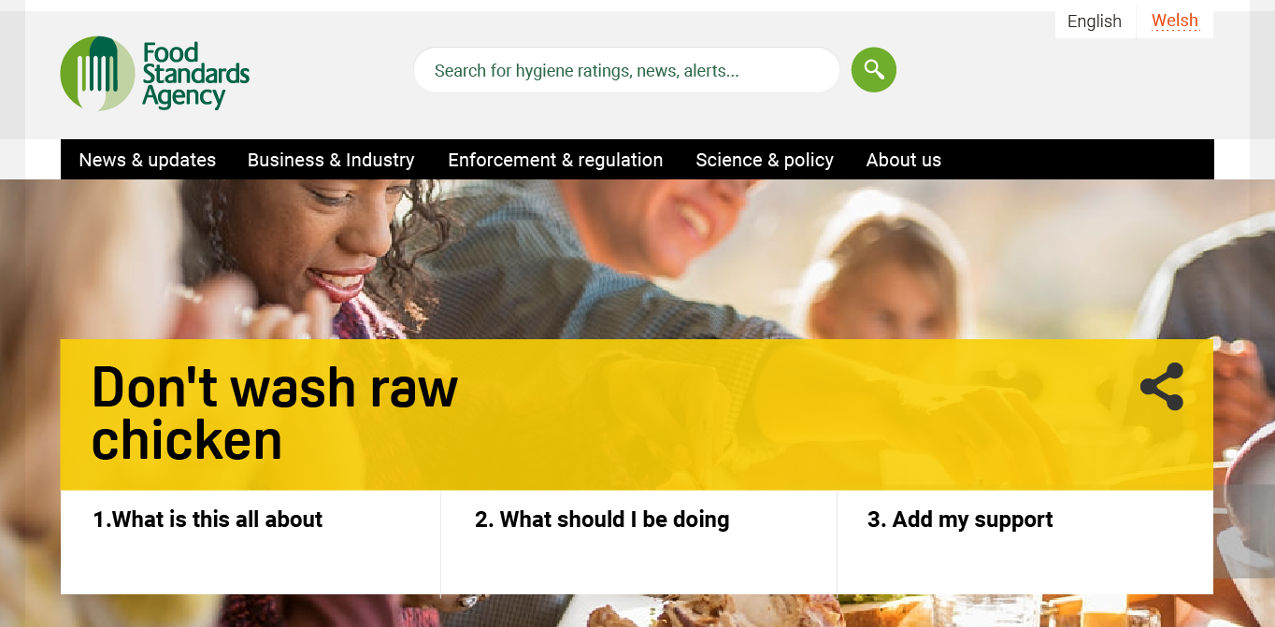 English
Welsh
Food
Standards
Agency
Search for hygiene ratings, news, alerts...
News & updates Business & Industry Enforcement & regulation Science & policy About us
Don't wash raw
chicken
1.What is this all about
2. What should I be doing
3. Add my support